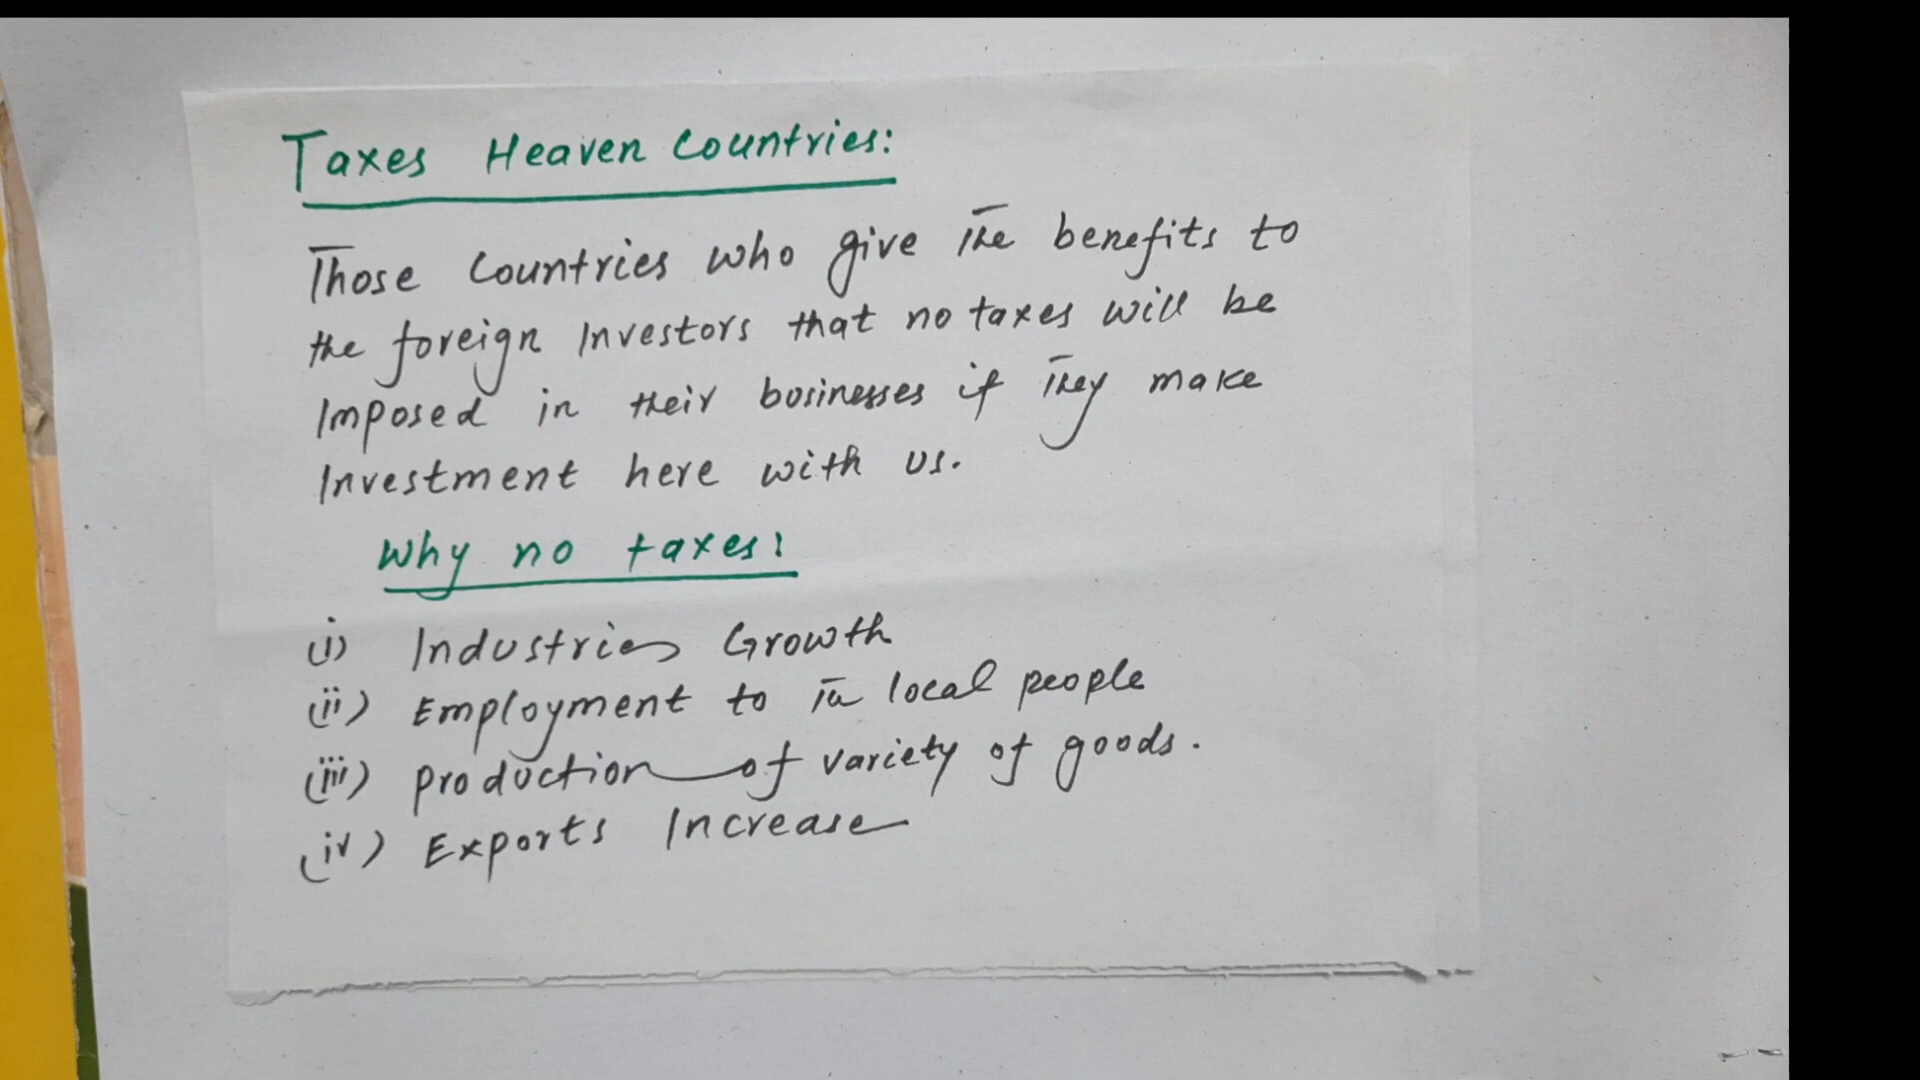 Taxes Heaven Countries:
Those Countries who give the benefits to
the foreign Investors that no taxes will be
Imposed in their businesses if They make
Investment here with us.
Why no taxes:
(i) Industries Growth
(ii) Employment to the local people
(iii) production of variety of goods.
(iv) Exports Increase